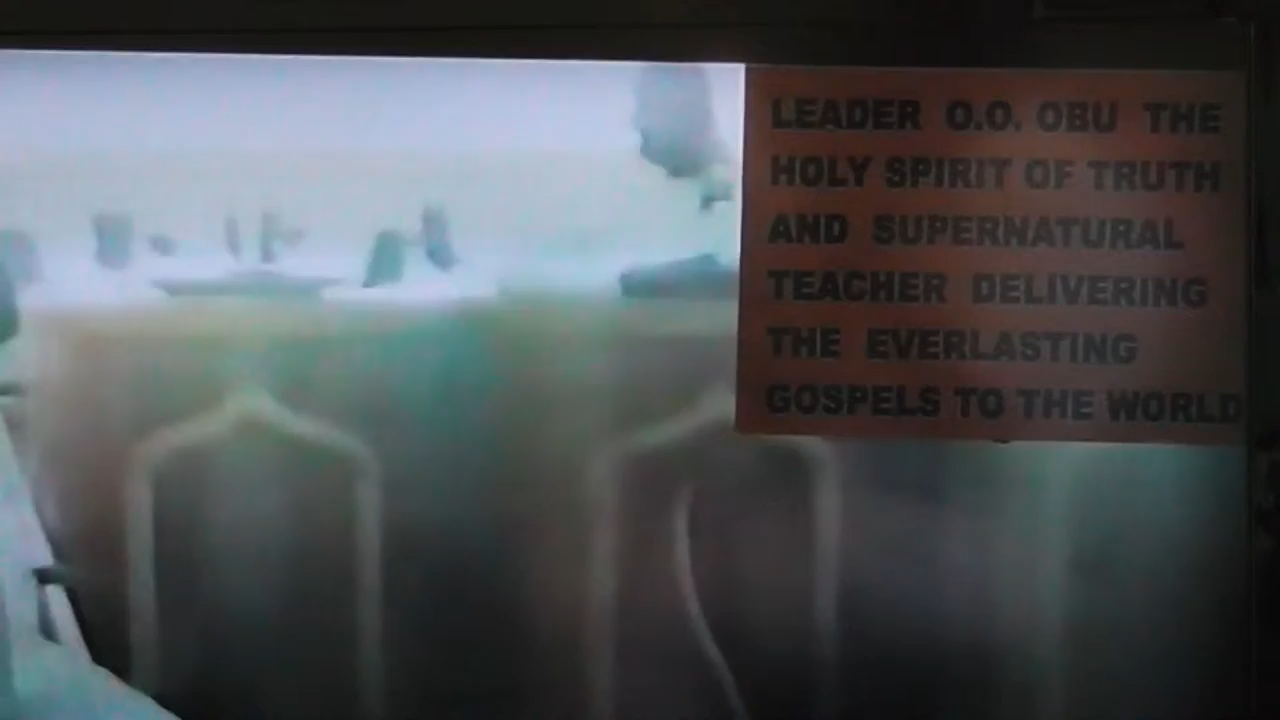 LEADER O.O. OBU THE
HOLY SPIRIT OF TRUTH
AND SUPERNATURAL
TEACHER DELIVERING
THE EVERLASTING
GOSPELS TO THE WORLD